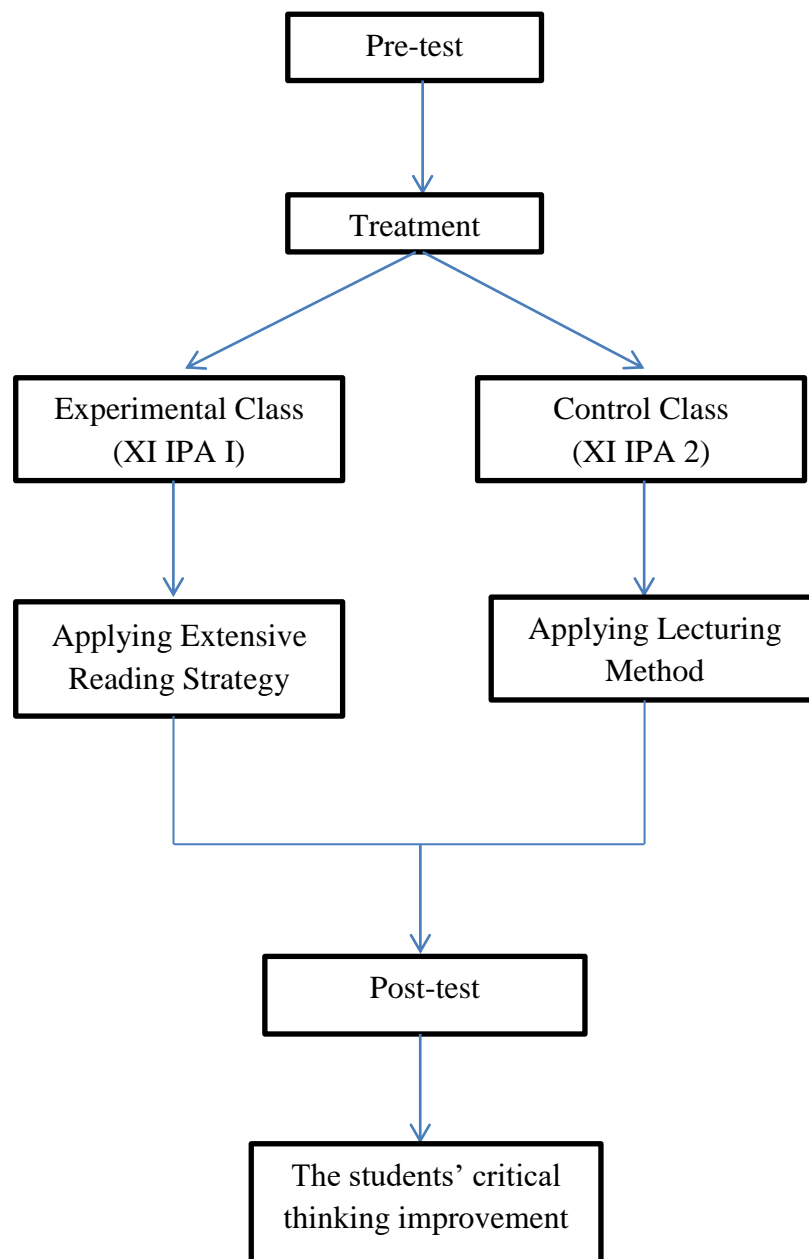 Pre-test
Treatment
Experimental Class
(XI IPA I)
Control Class
(XI IPA 2)
Applying Extensive
Reading Strategy
Applying Lecturing
Method
Post-test
The students’ critical
thinking improvement